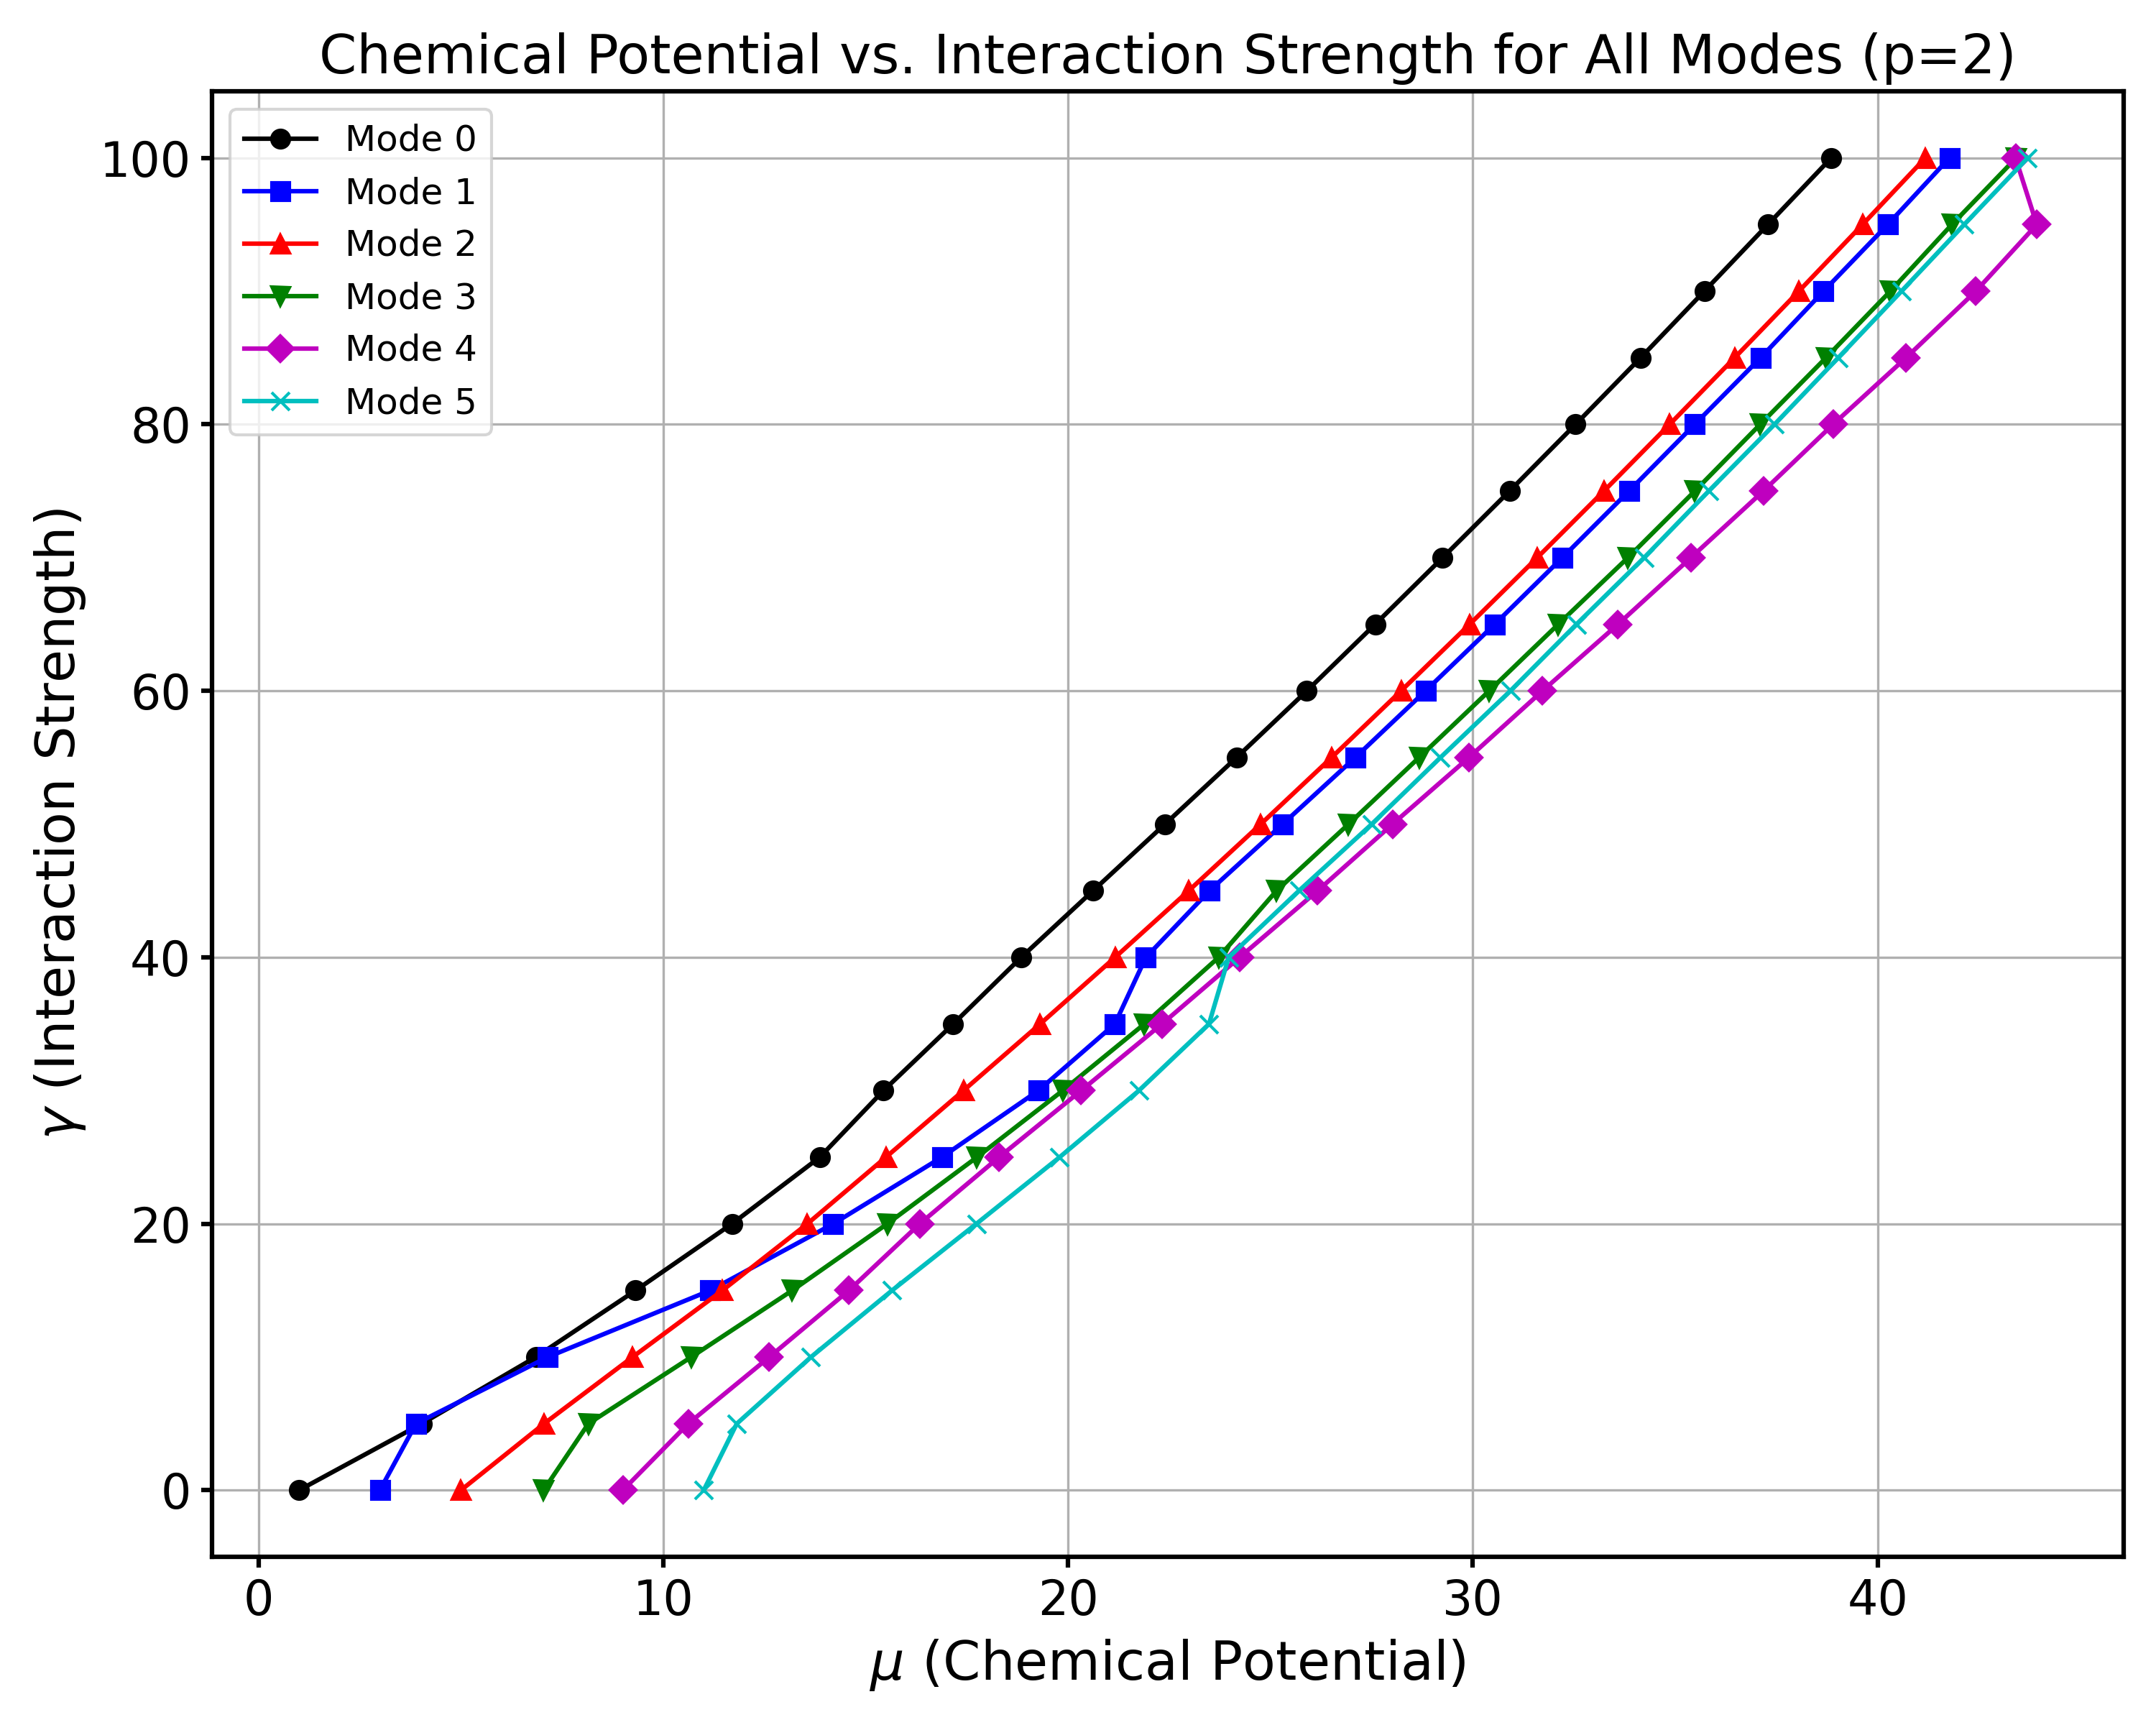 Chemical Potential vs. Interaction Strength for All Modes (p=2)
Mode 0
Mode 1
Mode 2
Mode 3
Mode 4
Mode 5
γ (Interaction Strength)
100
80
60
40
20
0
0 10 20 30 40
μ (Chemical Potential)